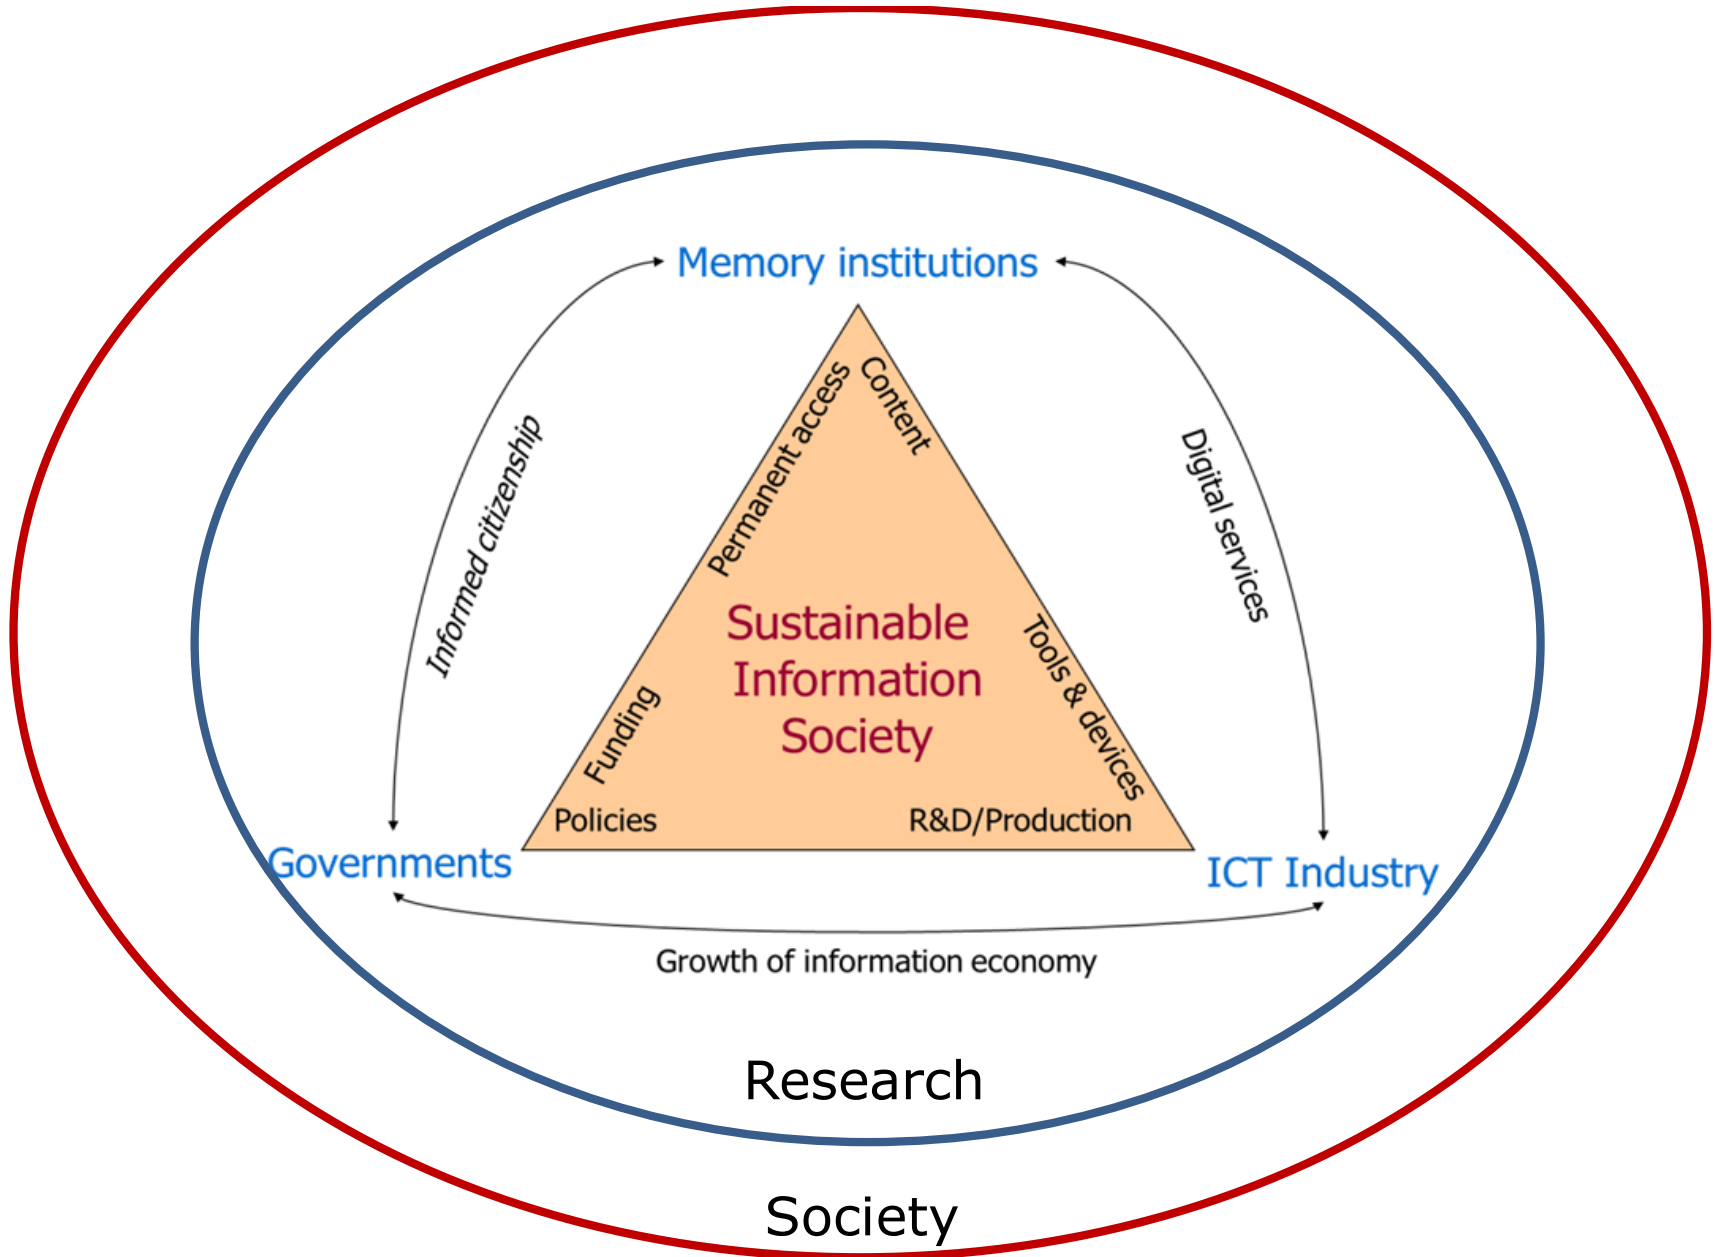 Memory institutions
Permanent access
Content
Informed citizenship
Digital services
Sustainable
Information
Society
Funding
Tools & devices
Policies
R&D/Production
Governments
ICT Industry
Growth of information economy
Research
Society